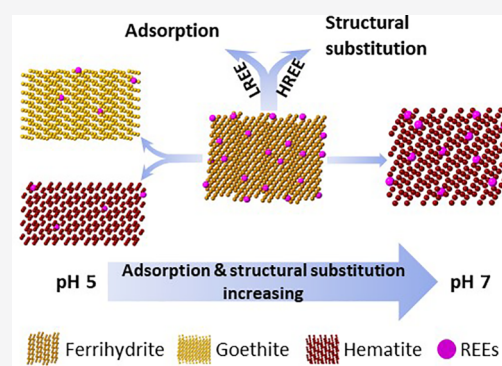 Adsorption
Structural
substitution
LREE
HREE
pH 5
Adsorption & structural substitution
increasing
pH 7
Ferrihydrite
Goethite
Hematite
REEs